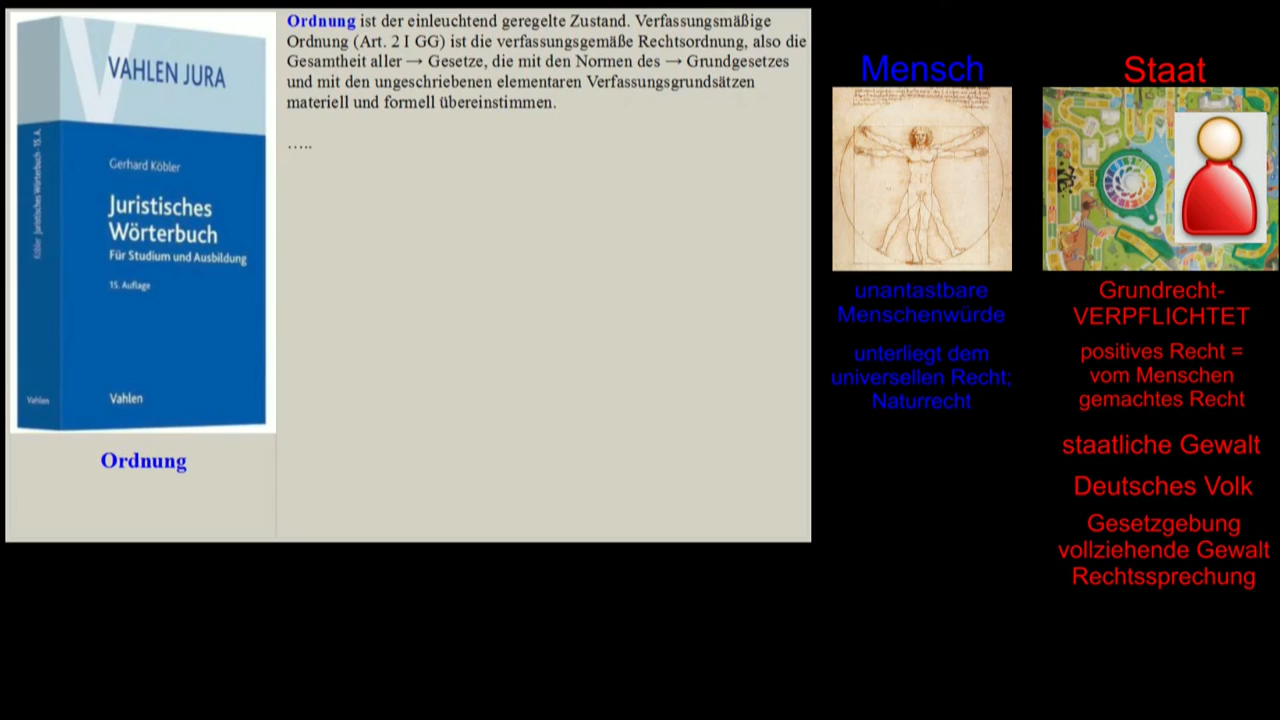 VAHLEN JURA
Gerhard Köbler
Juristisches
Wörterbuch
Für Studium und Ausbildung
15. Auflage
Vahlen
Köbler Juristisches Wörterbuch · 15. A.
Vahlen
Ordnung
Ordnung ist der einleuchtend geregelte Zustand. Verfassungsmäßige
Ordnung (Art. 2 I GG) ist die verfassungsgemäße Rechtsordnung, also die
Gesamtheit aller → Gesetze, die mit den Normen des → Grundgesetzes
und mit den ungeschriebenen elementaren Verfassungsgrundsätzen
materiell und formell übereinstimmen.
…..
Mensch
unantastbare
Menschenwürde
unterliegt dem
universellen Recht;
Naturrecht
Staat
Grundrecht-
VERPFLICHTET
positives Recht =
vom Menschen
gemachtes Recht
staatliche Gewalt
Deutsches Volk
Gesetzgebung
vollziehende Gewalt
Rechtssprechung